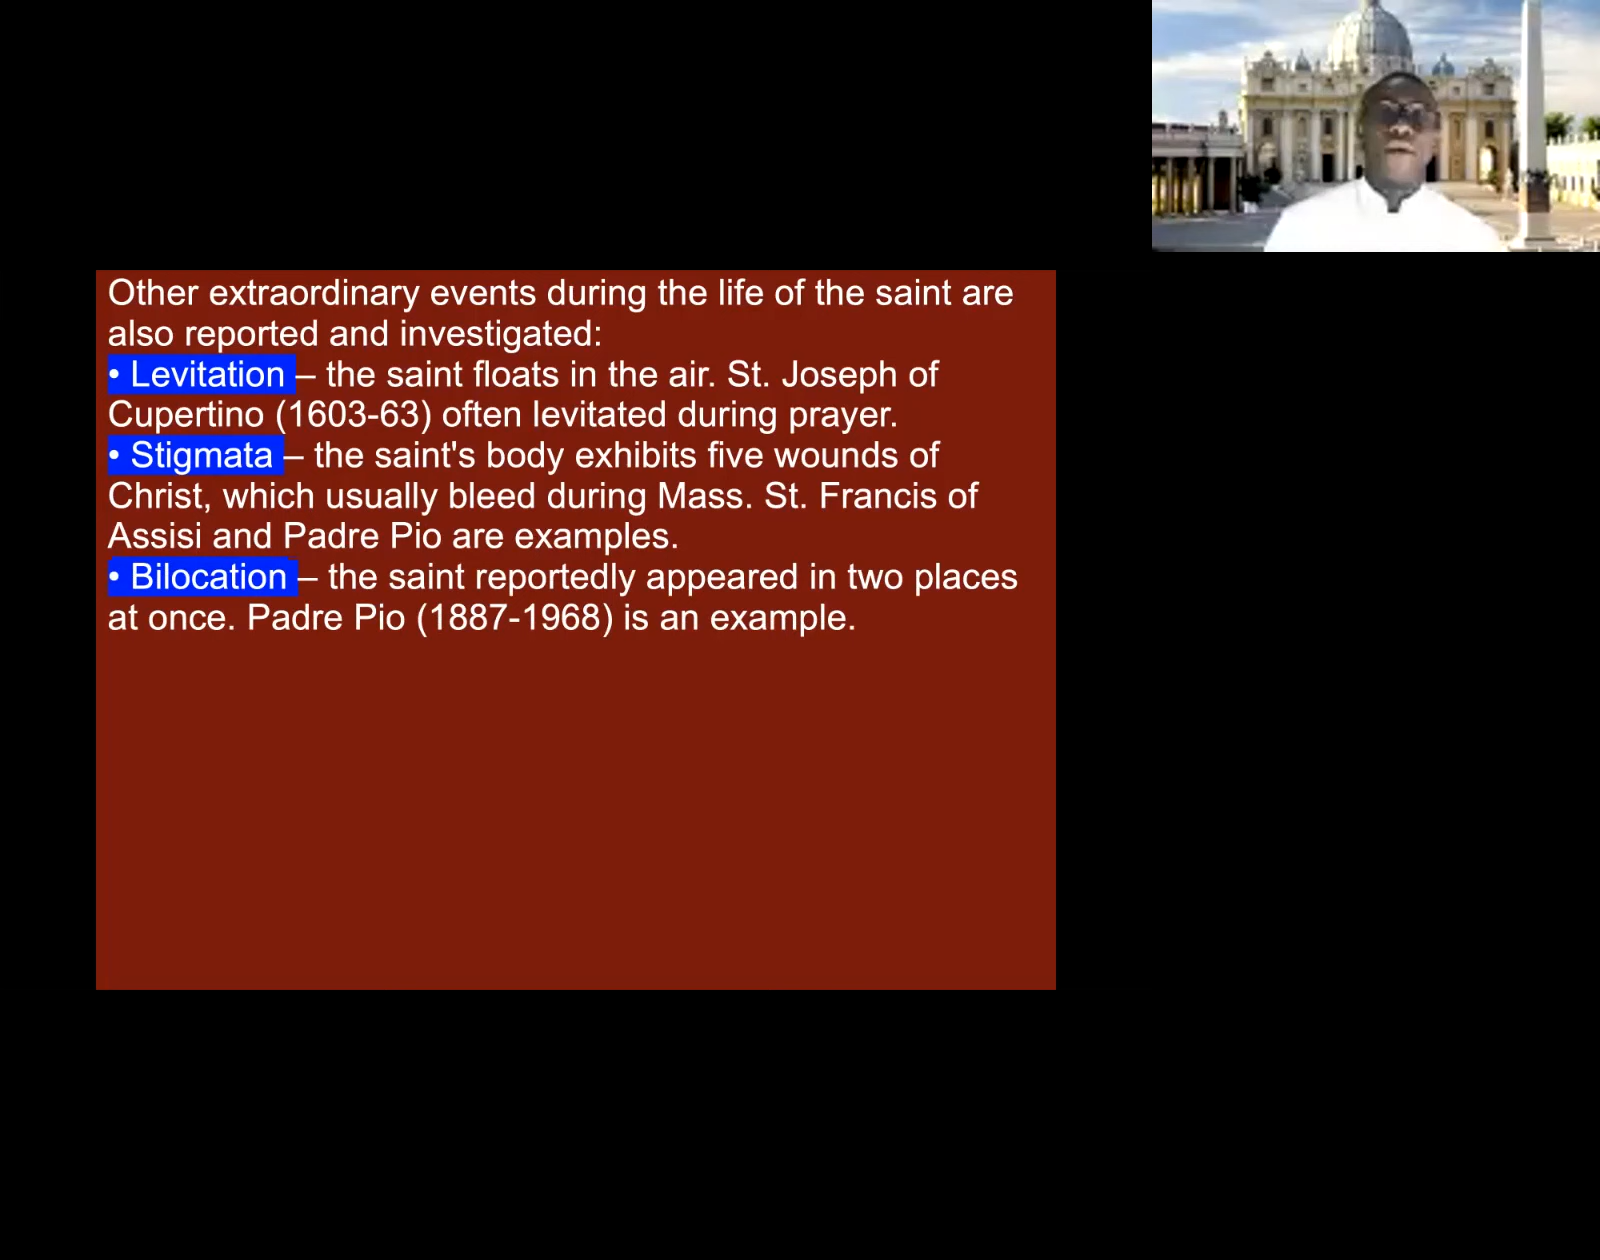 Other extraordinary events during the life of the saint are
also reported and investigated:
• Levitation – the saint floats in the air. St. Joseph of
Cupertino (1603-63) often levitated during prayer.
• Stigmata – the saint's body exhibits five wounds of
Christ, which usually bleed during Mass. St. Francis of
Assisi and Padre Pio are examples.
• Bilocation – the saint reportedly appeared in two places
at once. Padre Pio (1887-1968) is an example.